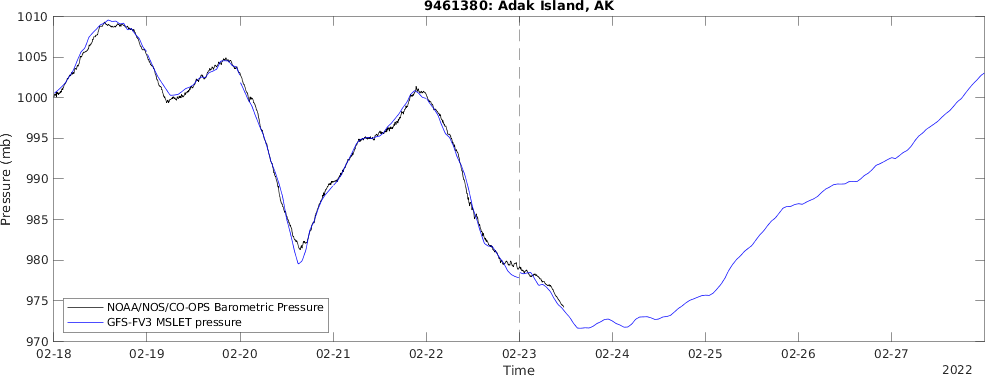 9461380: Adak Island, AK
Pressure (mb)
1010
1005
1000
995
990
985
980
975
970
NOAA/NOS/CO-OPS Barometric Pressure
GFS-FV3 MSLET pressure
02-18 02-19 02-20 02-21 02-22 02-23 02-24 02-25 02-26 02-27
Time
2022